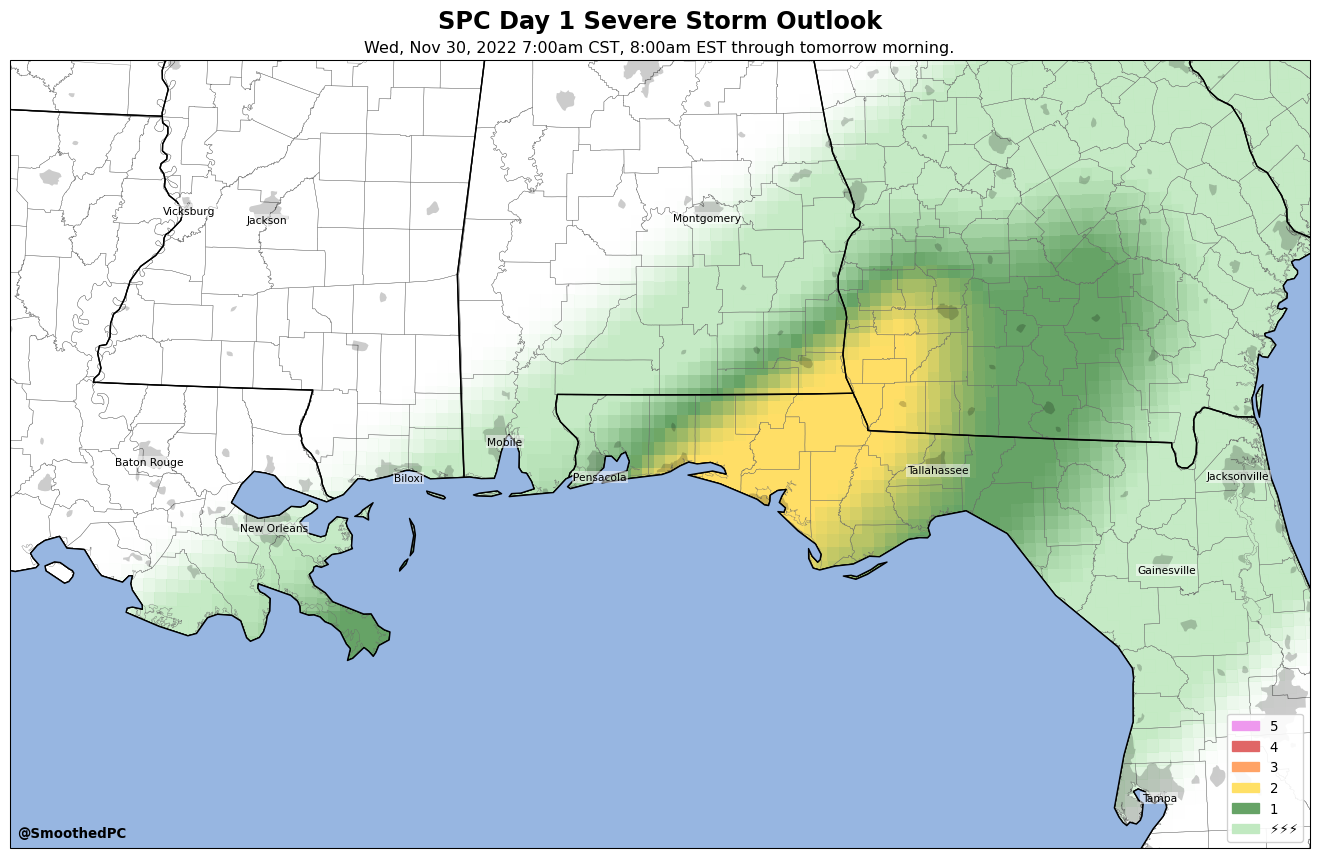 SPC Day 1 Severe Storm Outlook
Wed, Nov 30, 2022 7:00am CST, 8:00am EST through tomorrow morning.
Vicksburg
Jackson
Montgomery
Mobile
Baton Rouge
Biloxi
Pensacola
Tallahassee
Jacksonville
New Orleans
Gainesville
Tampa
5
4
3
2
1
⚡⚡⚡
@SmoothedPC